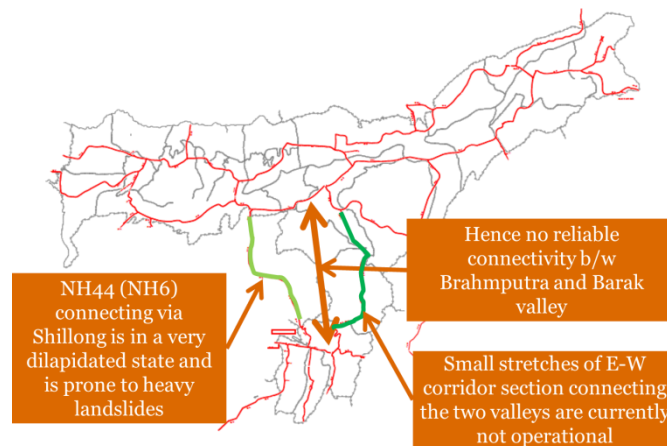 Hence no reliable
connectivity b/w
Brahmputra and Barak
valley
NH44 (NH6)
connecting via
Shillong is in a very
dilapidated state and
is prone to heavy
landslides
Small stretches of E-W
corridor section connecting
the two valleys are currently
not operational